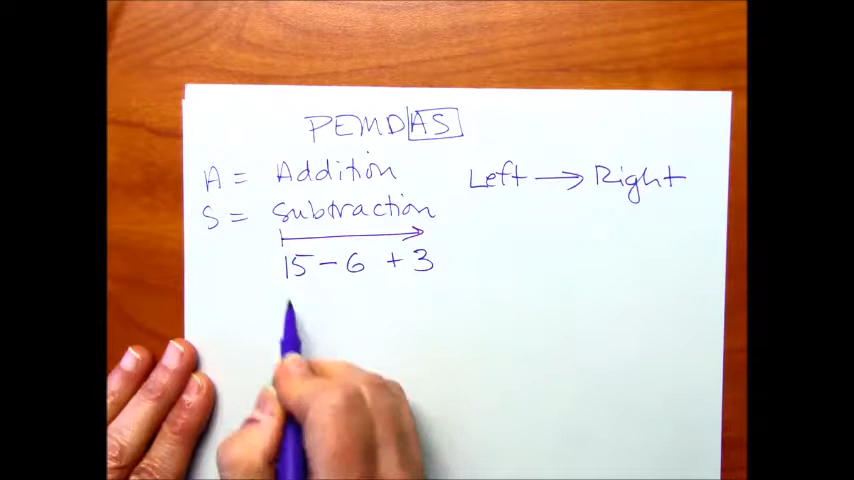 PEMDAS
A = Addition
Left → Right
S = Subtraction
15 - 6 + 3